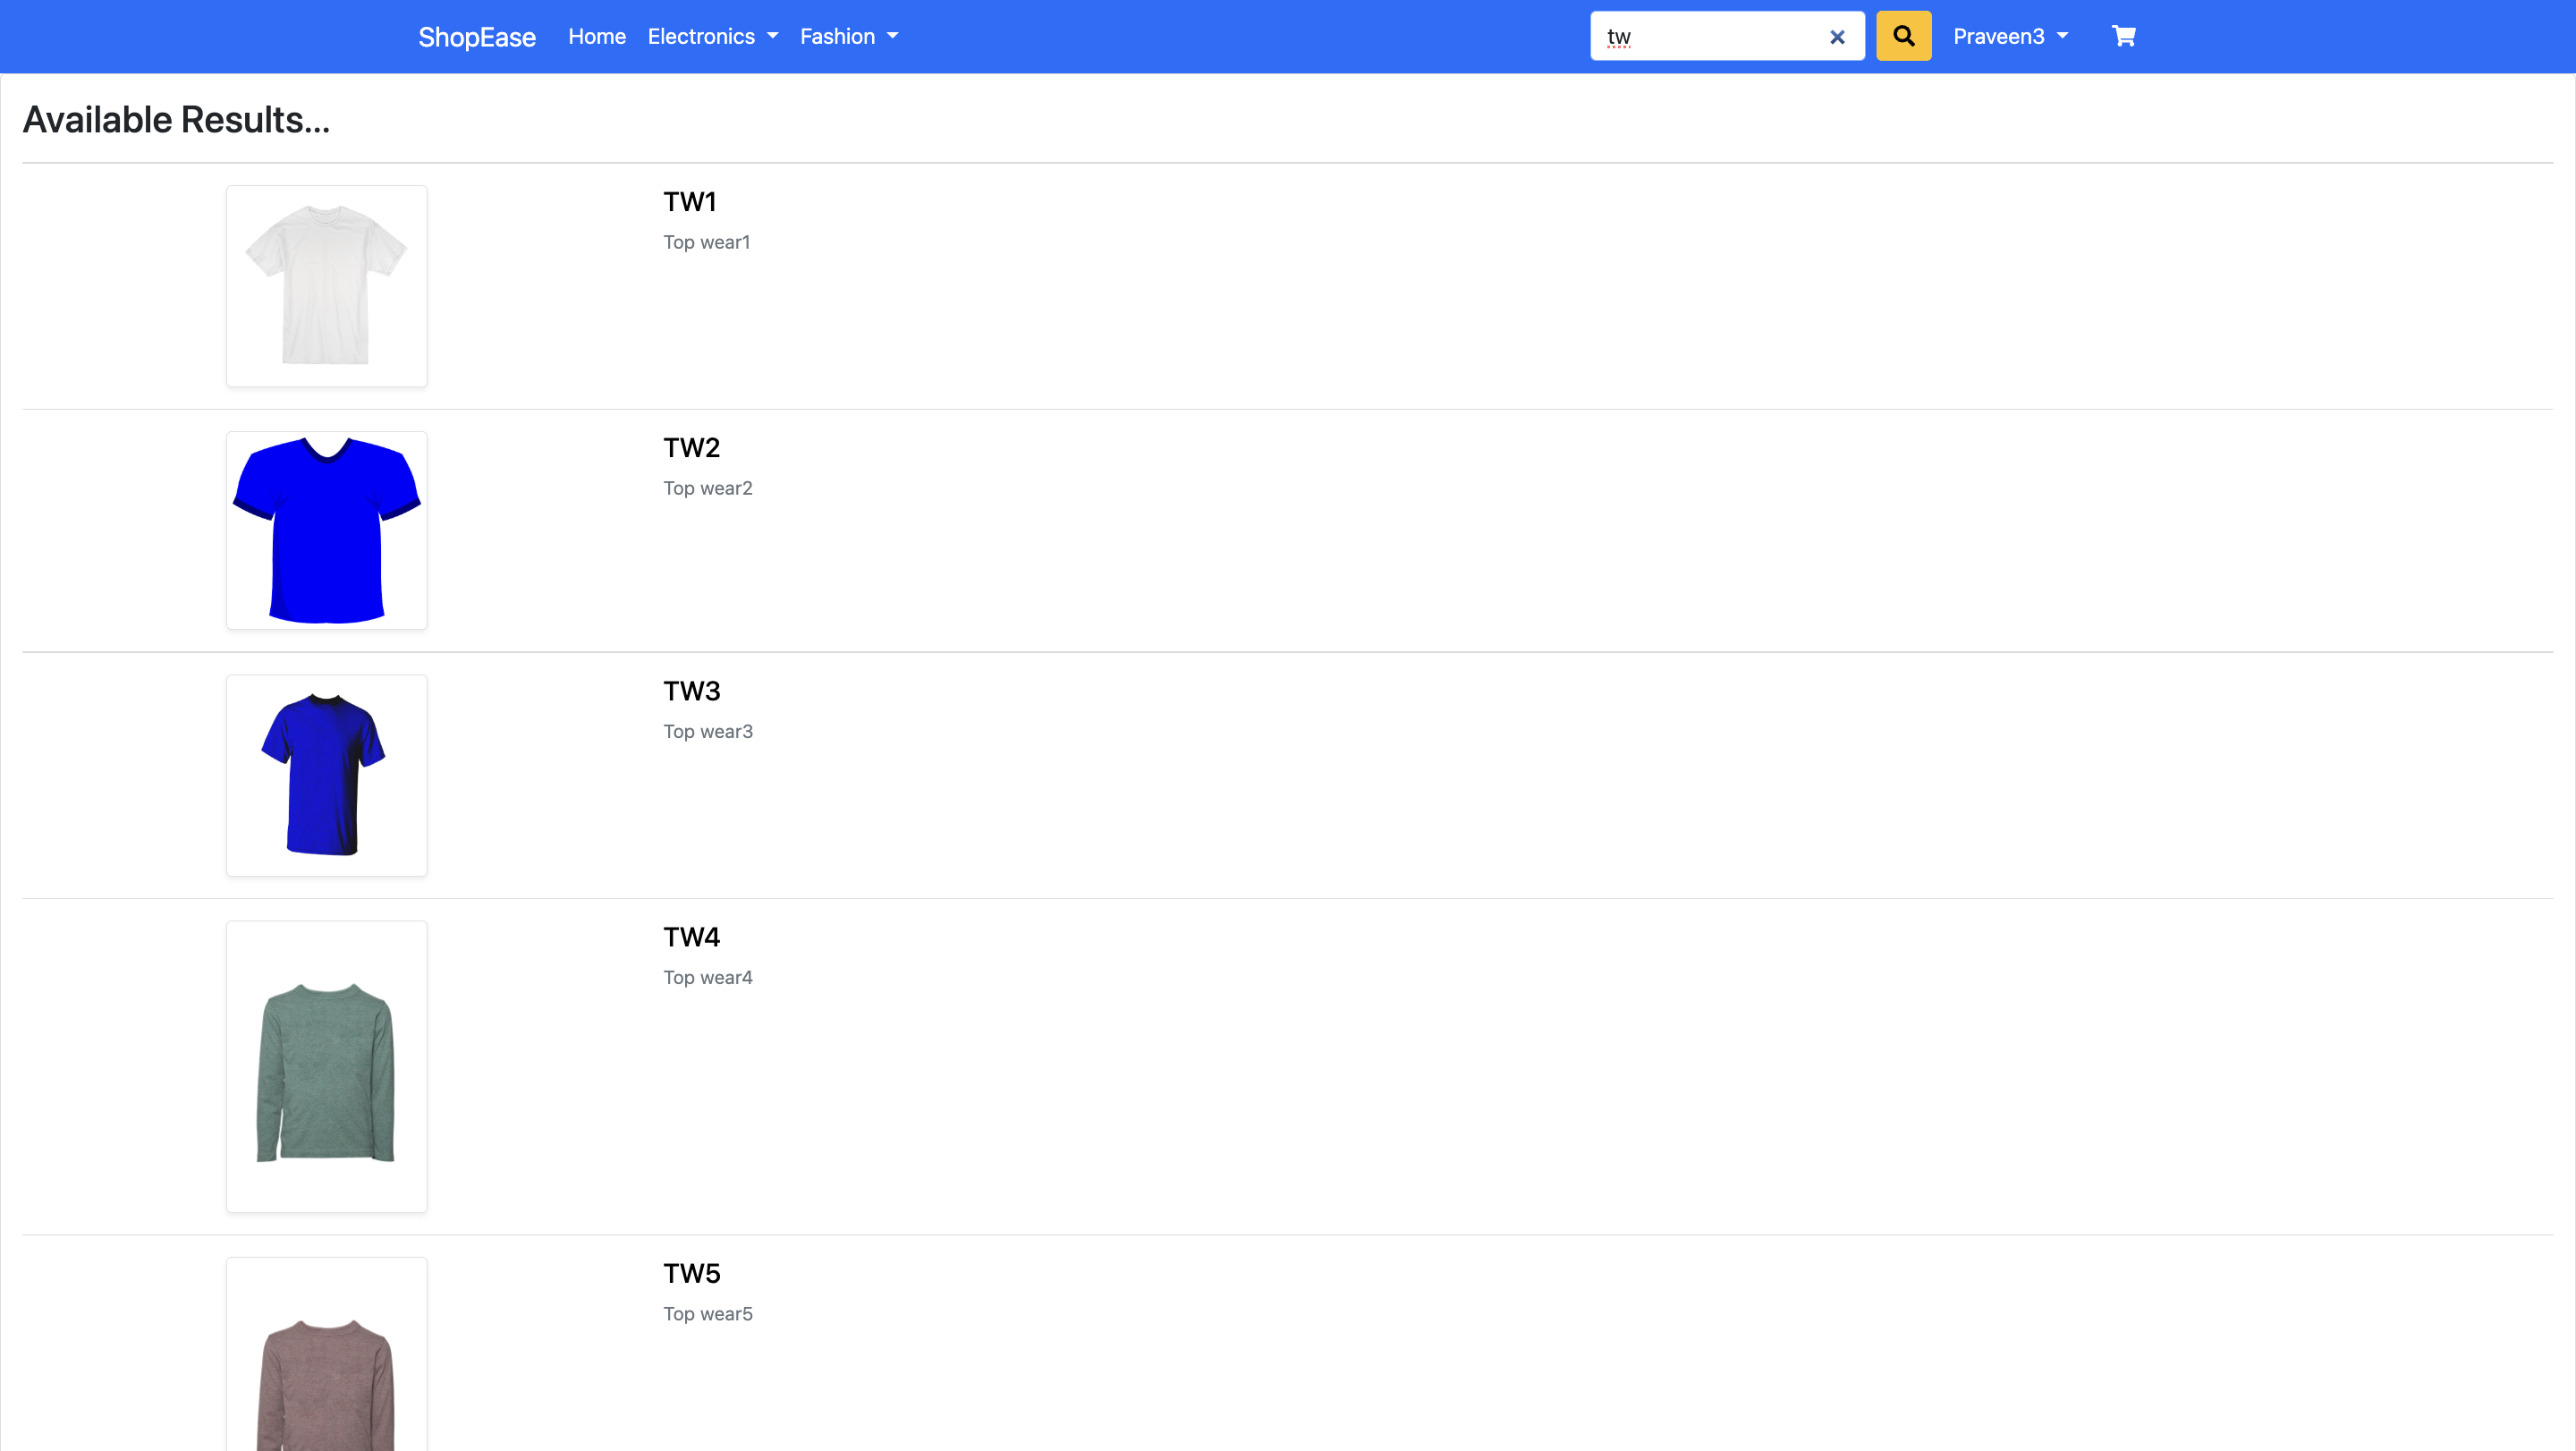 ShopEase Home Electronics Fashion tw Praveen3
Available Results...
TW1
Top wear1
TW2
Top wear2
TW3
Top wear3
TW4
Top wear4
TW5
Top wear5